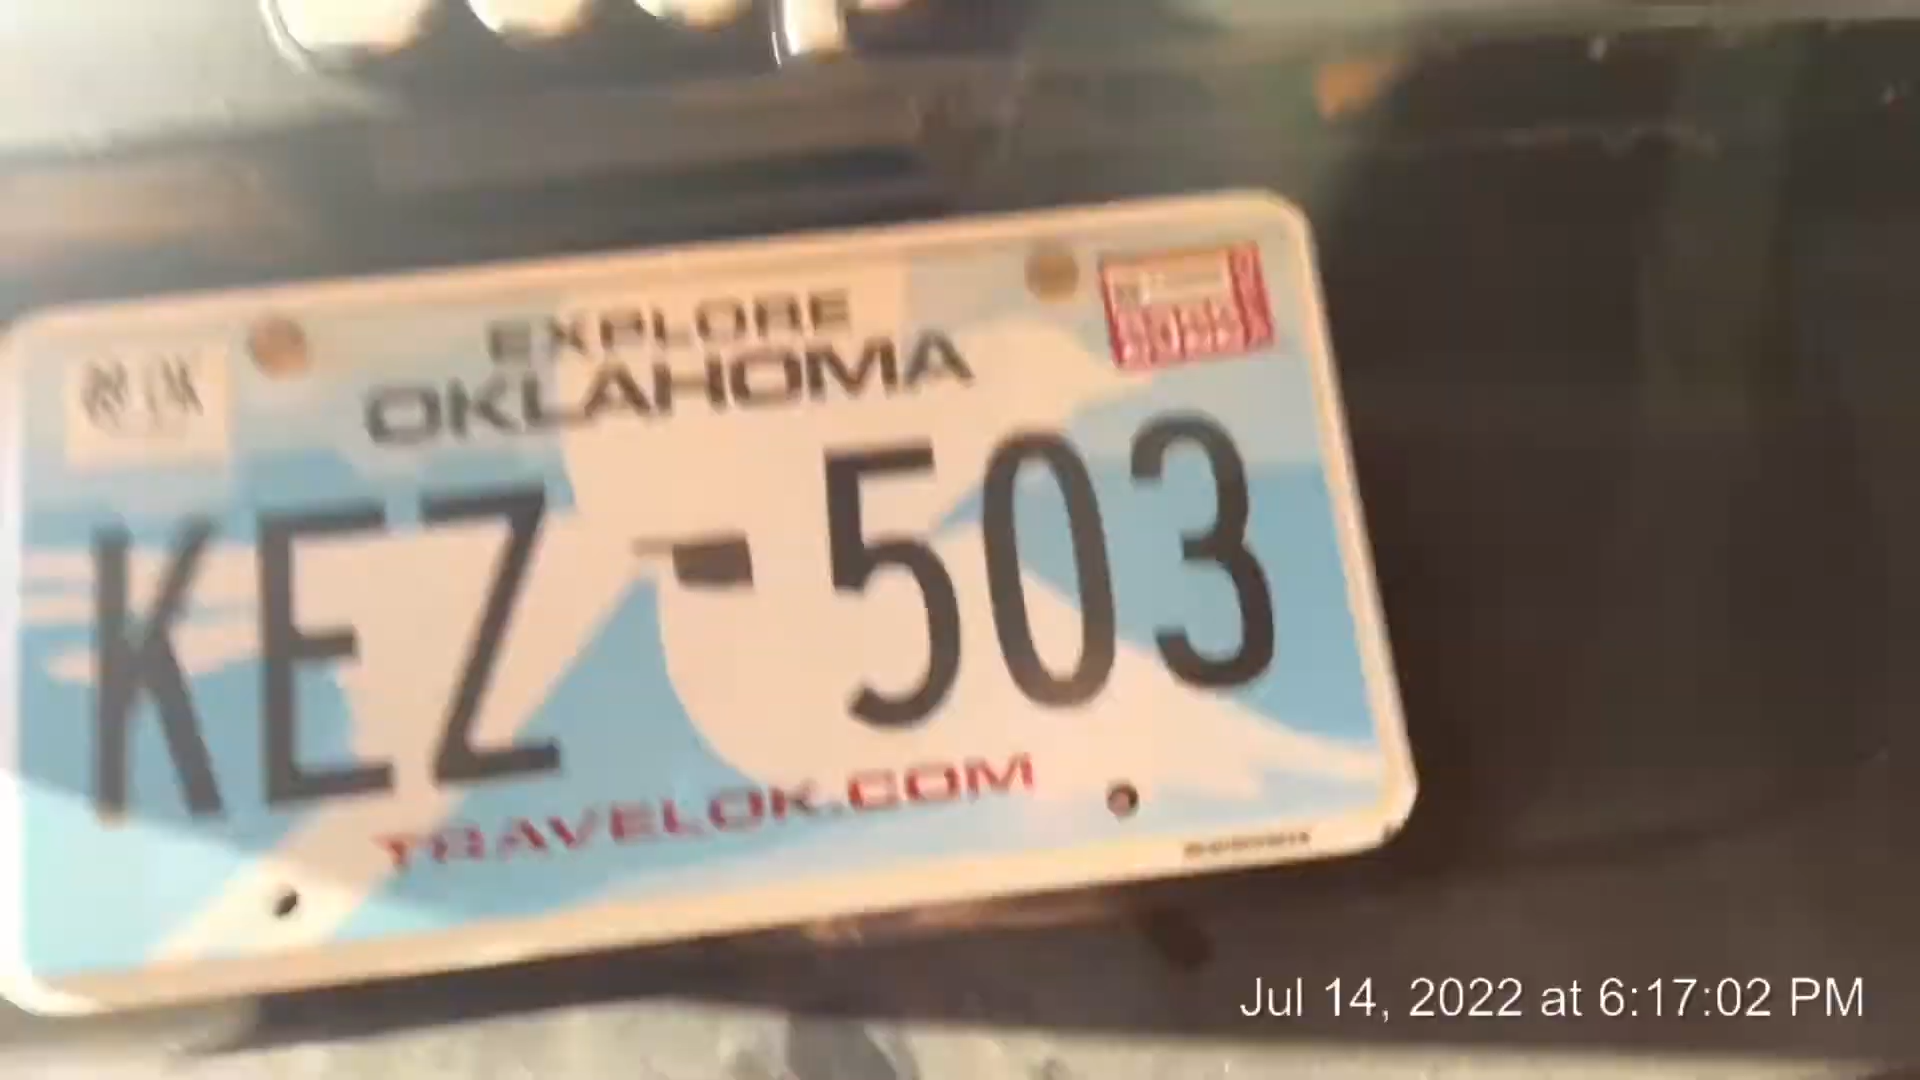 EXPLORE
OKLAHOMA
KEZ-503
TRAVELOK.COM
Jul 14, 2022 at 6:17:02 PM